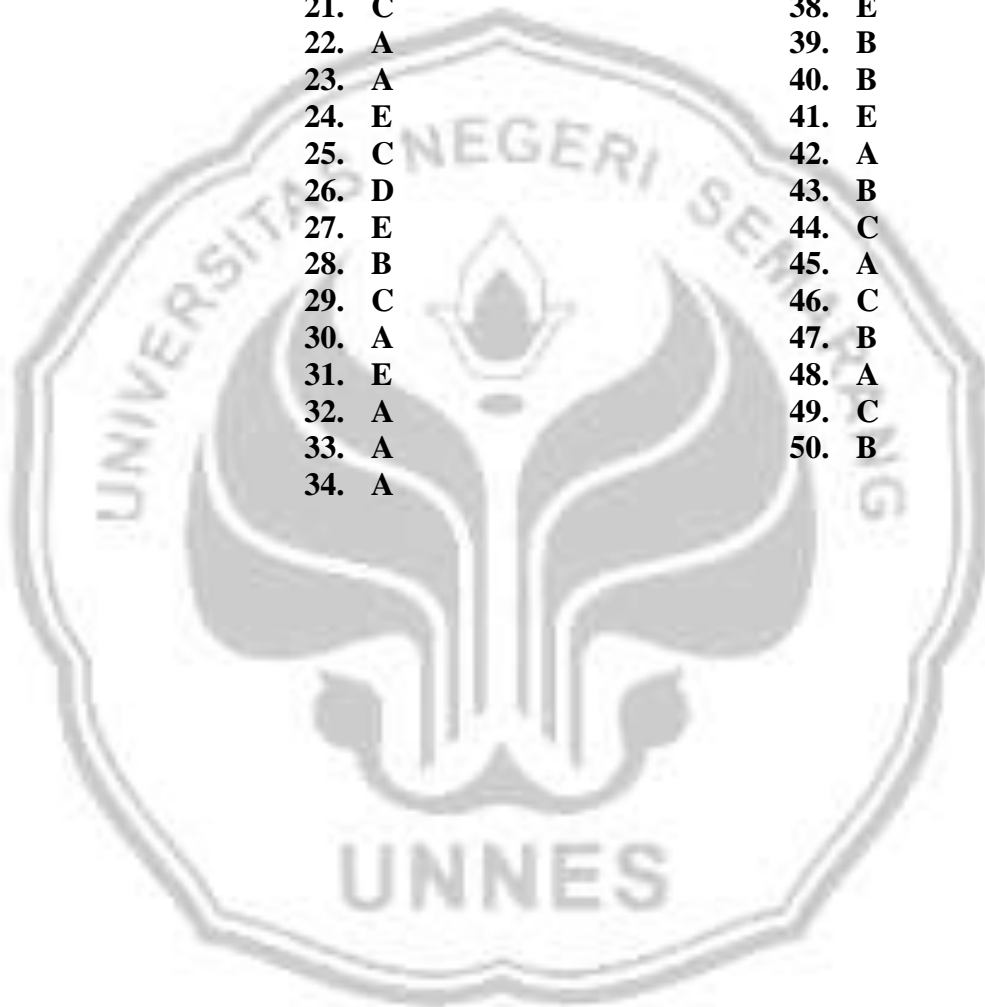 21. C
22. A
23. A
24. E
25. C
26. D
27. E
28. B
29. C
30. A
31. E
32. A
33. A
34. A
38. E
39. B
40. B
41. E
42. A
43. B
44. C
45. A
46. C
47. B
48. A
49. C
50. B
UNIVERSITAS NEGERI SEMARANG
UNNES